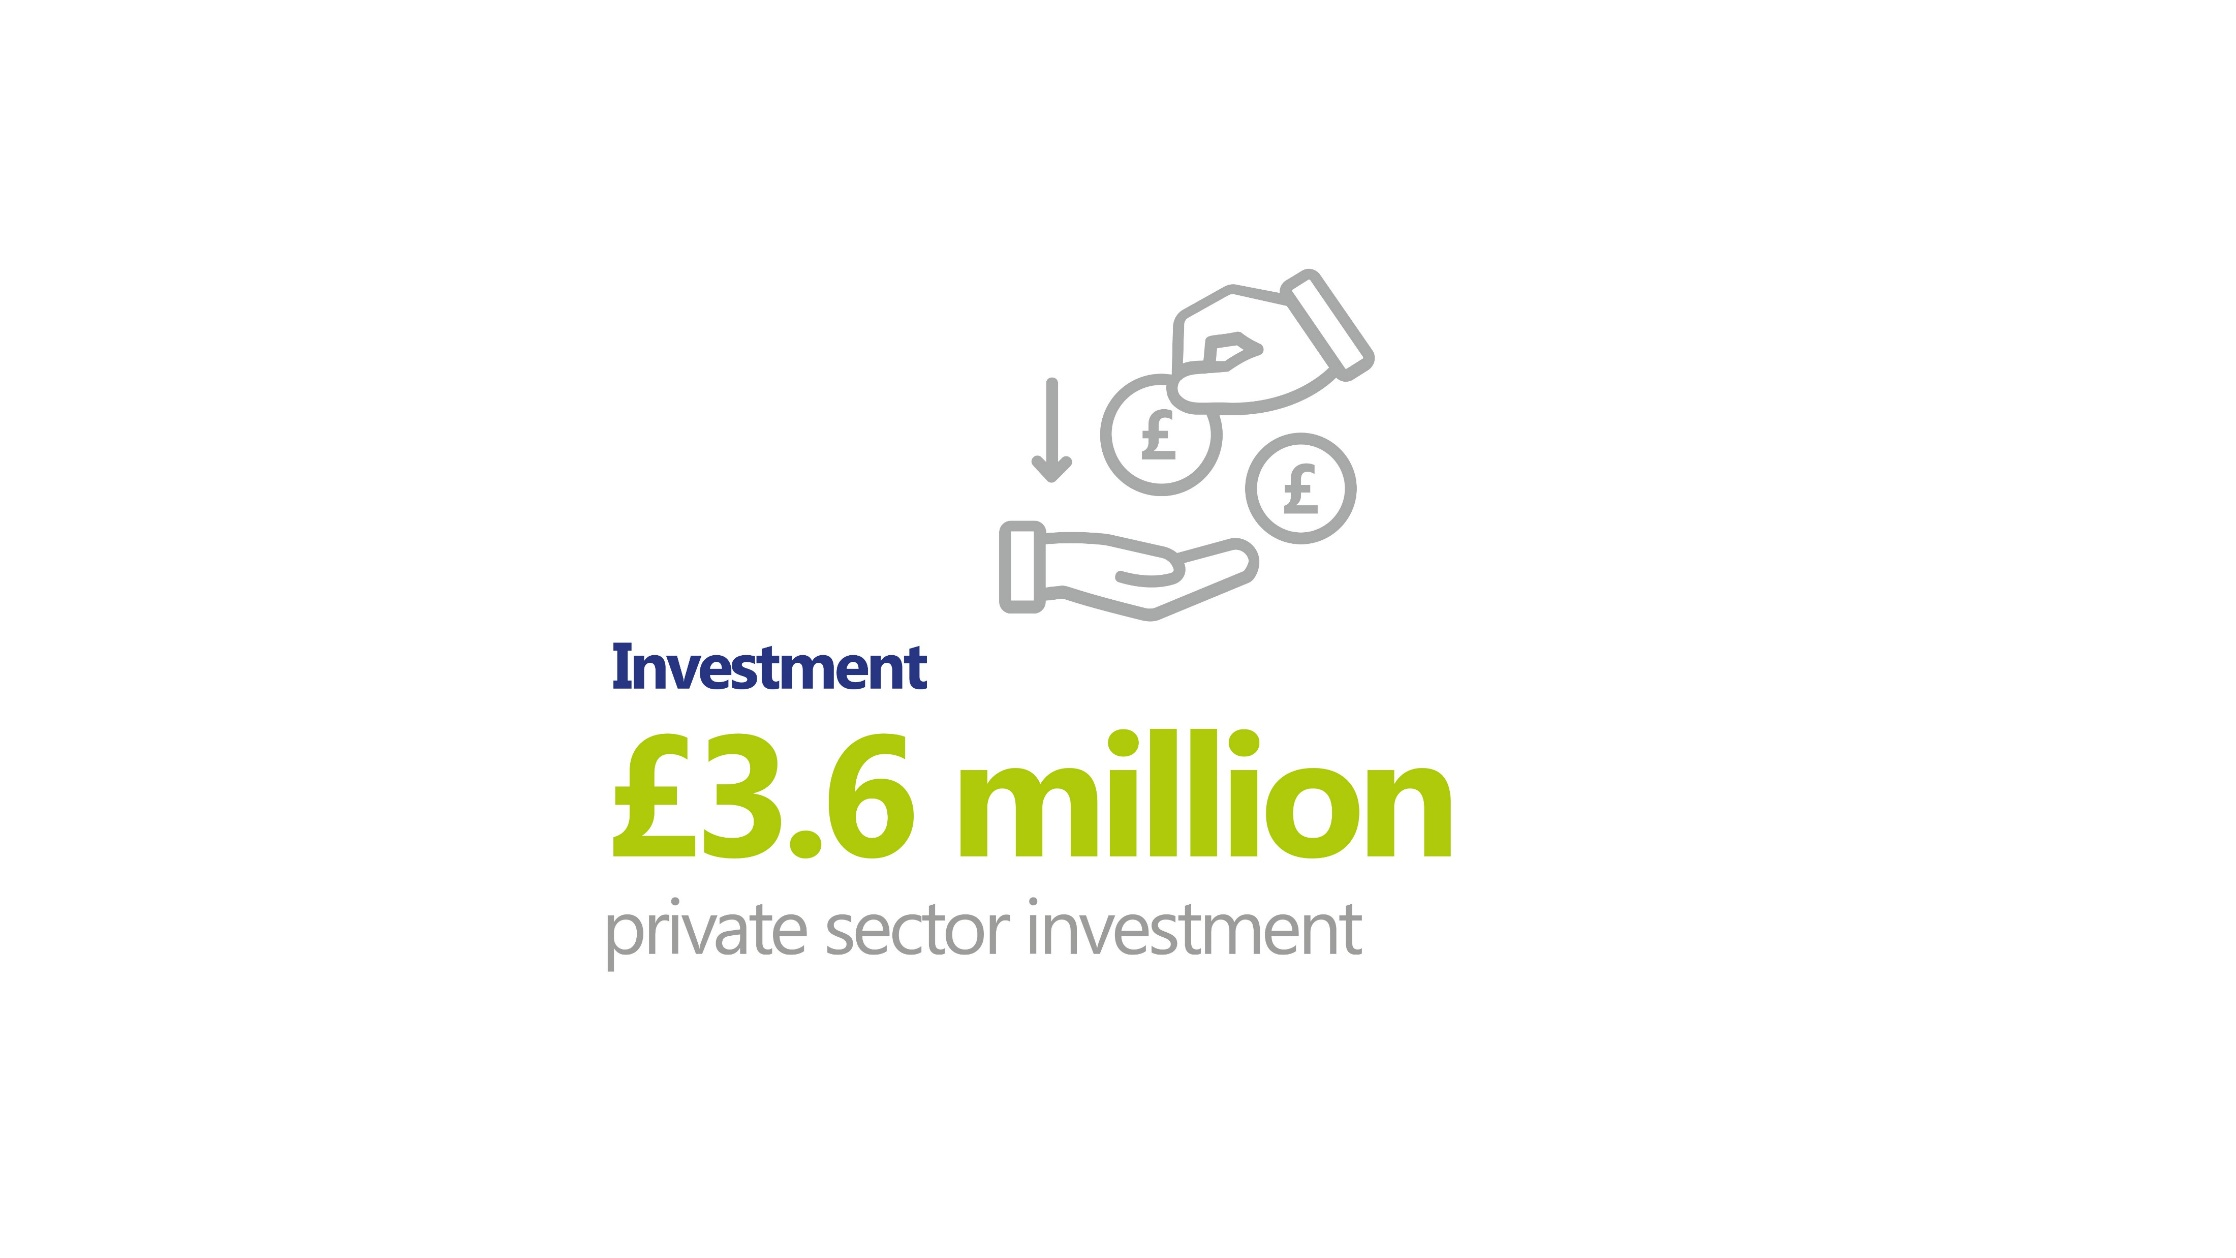 £
£
Investment
£3.6 million
private sector investment